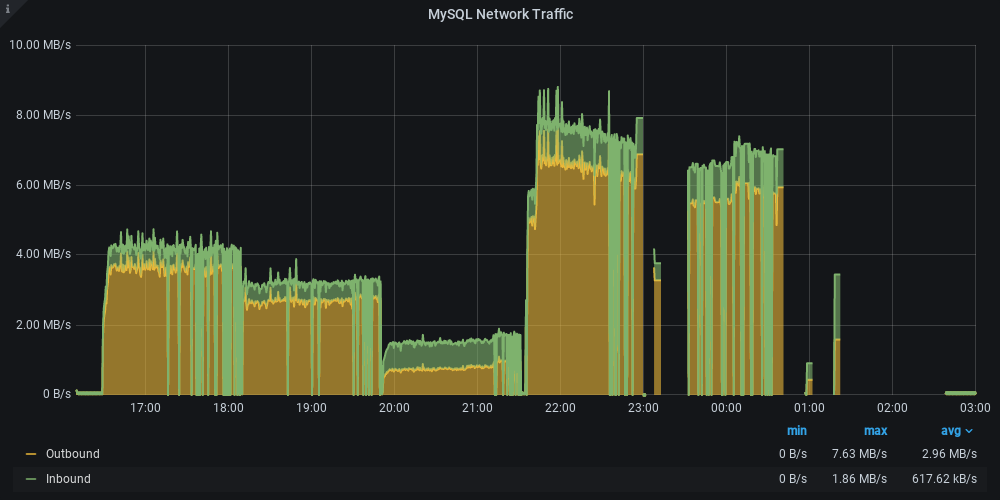 i
MySQL Network Traffic
10.00 MB/s
8.00 MB/s
6.00 MB/s
4.00 MB/s
2.00 MB/s
0 B/s
17:00 18:00 19:00 20:00 21:00 22:00 23:00 00:00 01:00 02:00 03:00
min max avg
Outbound 0 B/s 7.63 MB/s 2.96 MB/s
Inbound 0 B/s 1.86 MB/s 617.62 kB/s